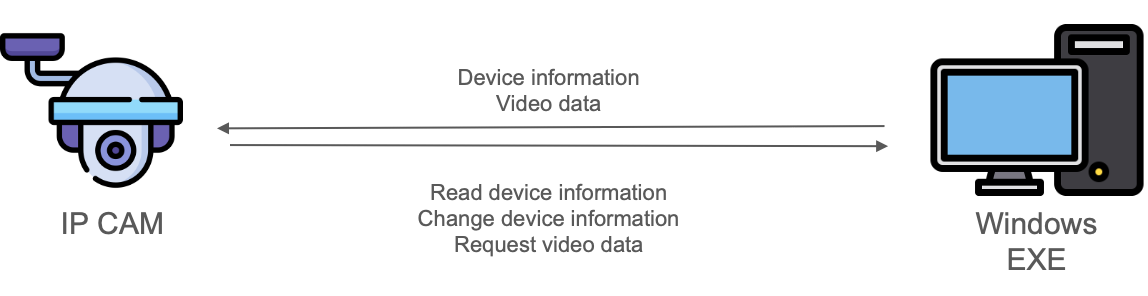 Device information
Video data
Read device information
Change device information
Request video data
IP CAM
Windows
EXE